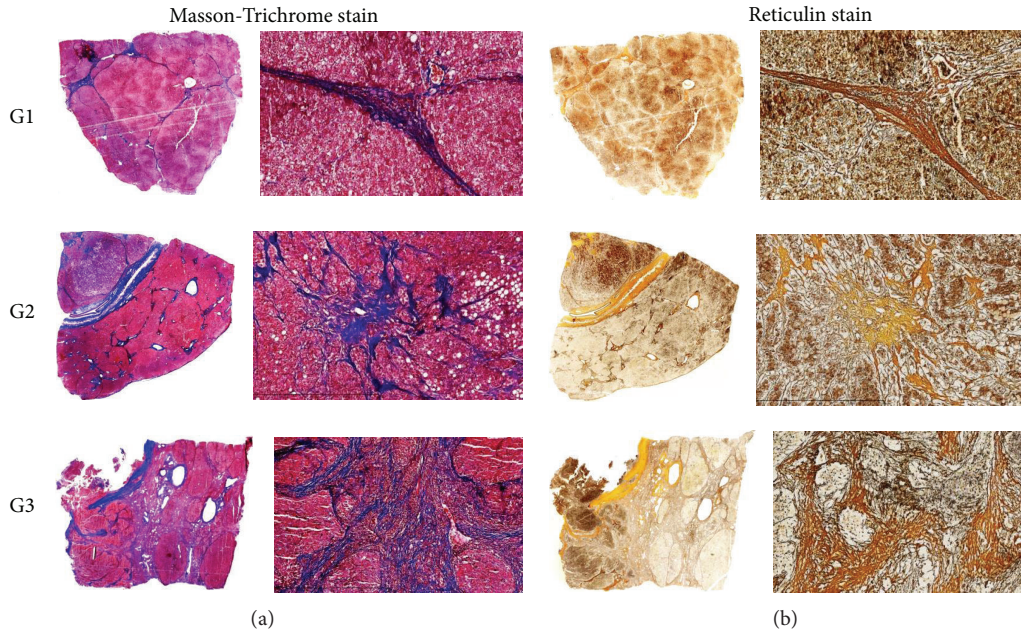 Masson-Trichrome stain
Reticulin stain
G1
G2
G3
(a)
(b)